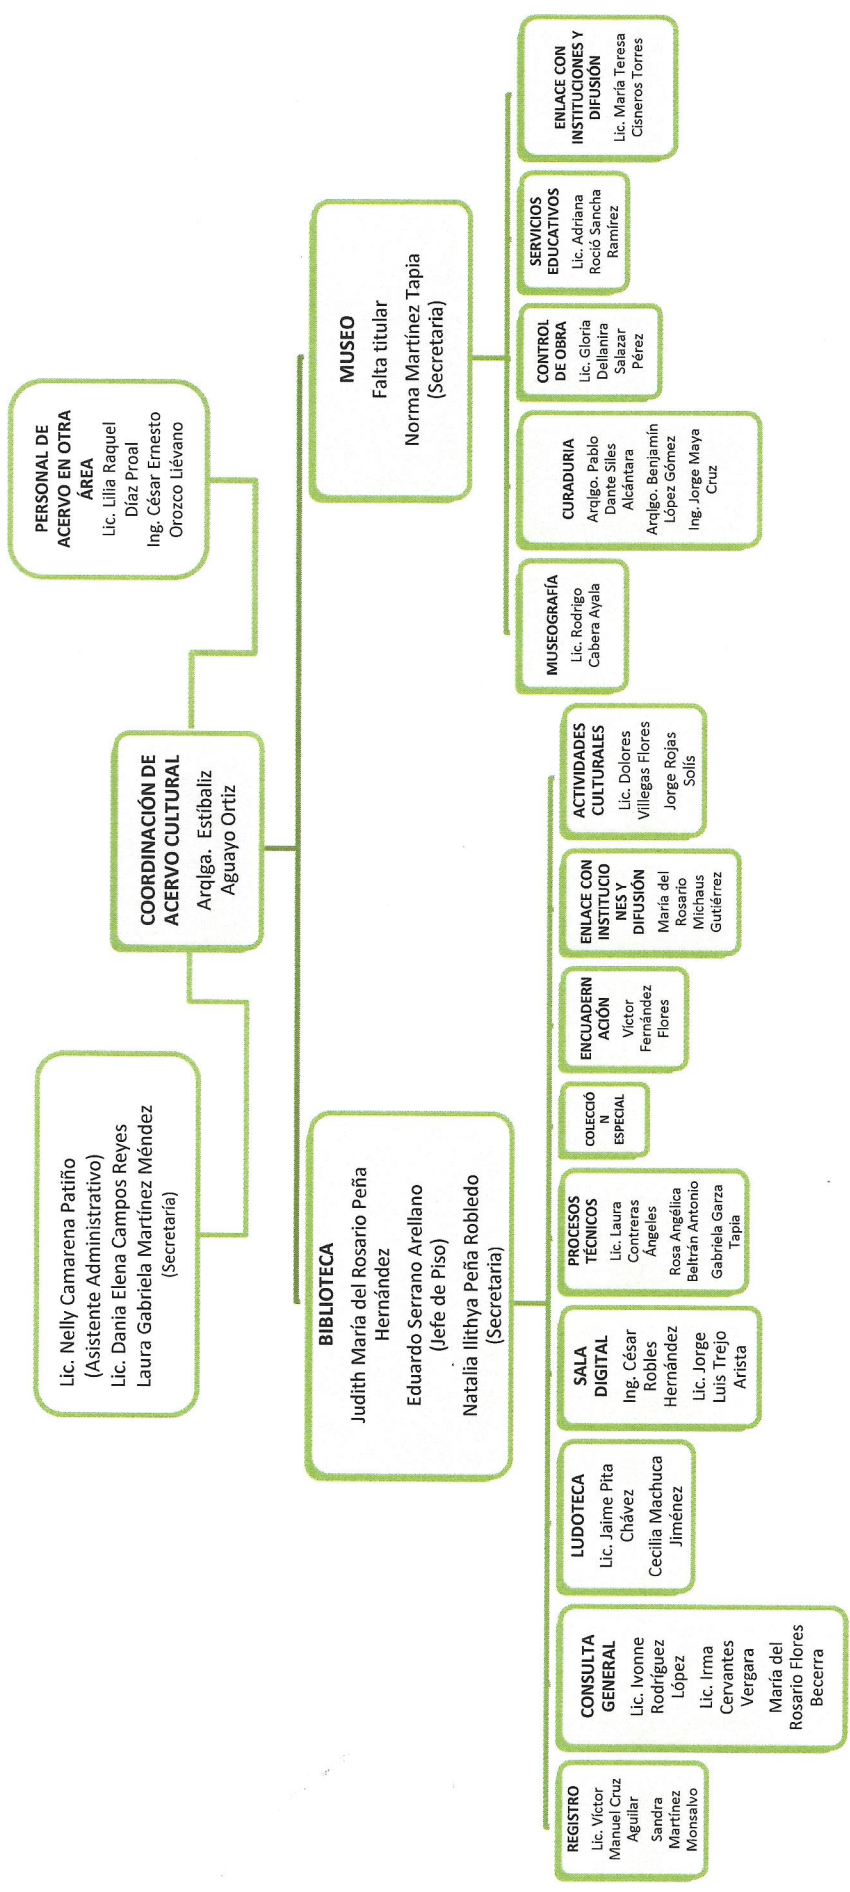 Lic. Nelly Camarena Patiño
(Asistente Administrativo)
Lic. Dania Elena Campos Reyes
Laura Gabriela Martínez Méndez
(Secretaría)
COORDINACIÓN DE
ACERVO CULTURAL
Arqlga. Estíbaliz
Aguayo Ortiz
PERSONAL DE
ACERVO EN OTRA
ÁREA
Lic. Lilia Raquel
Díaz Proal
Ing. César Ernesto
Orozco Liévano
BIBLIOTECA
Judith María del Rosario Peña
Hernández
Eduardo Serrano Arellano
(Jefe de Piso)
Natalia Ilithya Peña Robledo
(Secretaria)
MUSEO
Falta titular
Norma Martínez Tapia
(Secretaria)
REGISTRO
Lic. Víctor
Manuel Cruz
Aguilar
Sandra
Martínez
Monsalvo
CONSULTA
GENERAL
Lic. Ivonne
Rodríguez
López
Lic. Irma
Cervantes
Vergara
María del
Rosario Flores
Becerra
LUDOTECA
Lic. Jaime Pita
Chávez
Cecilia Machuca
Jiménez
SALA
DIGITAL
Ing. César
Robles
Hernández
Lic. Jorge
Luis Trejo
Arista
PROCESOS
TÉCNICOS
Lic. Laura
Contreras
Ángeles
Rosa Angélica
Beltrán Antonio
Gabriela Garza
Tapia
COLECCIÓ
N
ESPECIAL
ENCUADERN
ACIÓN
Víctor
Fernández
Flores
ENLACE CON
INSTITUCIO
NES Y
DIFUSIÓN
María del
Rosario
Michaus
Gutiérrez
ACTIVIDADES
CULTURALES
Lic. Dolores
Villegas Flores
Jorge Rojas
Solís
MUSEOGRAFÍA
Lic. Rodrigo
Cabera Ayala
CURADURIA
Arqlgo. Pablo
Dante Siles
Alcántara
Arqlgo. Benjamín
López Gómez
Ing. Jorge Maya
Cruz
CONTROL
DE OBRA
Lic. Gloria
Dellanira
Salazar
Pérez
SERVICIOS
EDUCATIVOS
Lic. Adriana
Roció Sancha
Ramírez
ENLACE CON
INSTITUCIONES Y
DIFUSIÓN
Lic. María Teresa
Cisneros Torres